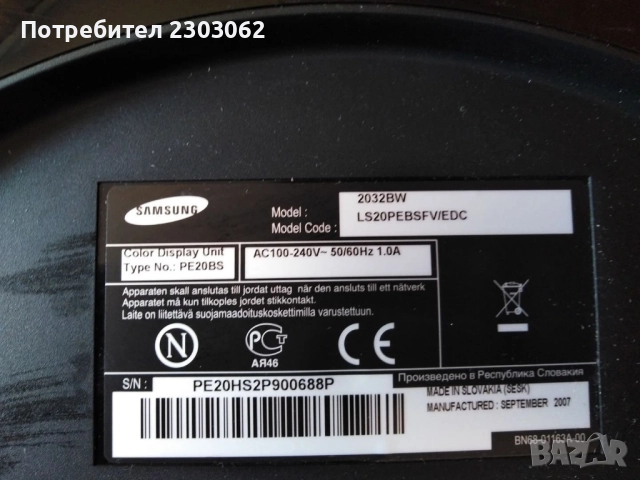 Потребител 2303062
SAMSUNG
Model : 2032BW
Model Code : LS20PEBSFV/EDC
Color Display Unit
Type No.: PE20BS
AC100-240V~ 50/60Hz 1.0A
Apparaten skall anslutas till jordat uttag när den ansluts till ett nätverk
Apparatet må kun tilkoples jordet stikkontakt.
Laite on liitettävä suojamaadoituskoskettimilla varustettuun.
N
РСТ
АЯ46
CE
S/N : PE20HS2P900688P
Произведено в Республика Словакия
MADE IN SLOVAKIA (SESK)
MANUFACTURED : SEPTEMBER 2007
BN68-01163A-00
BAZAR